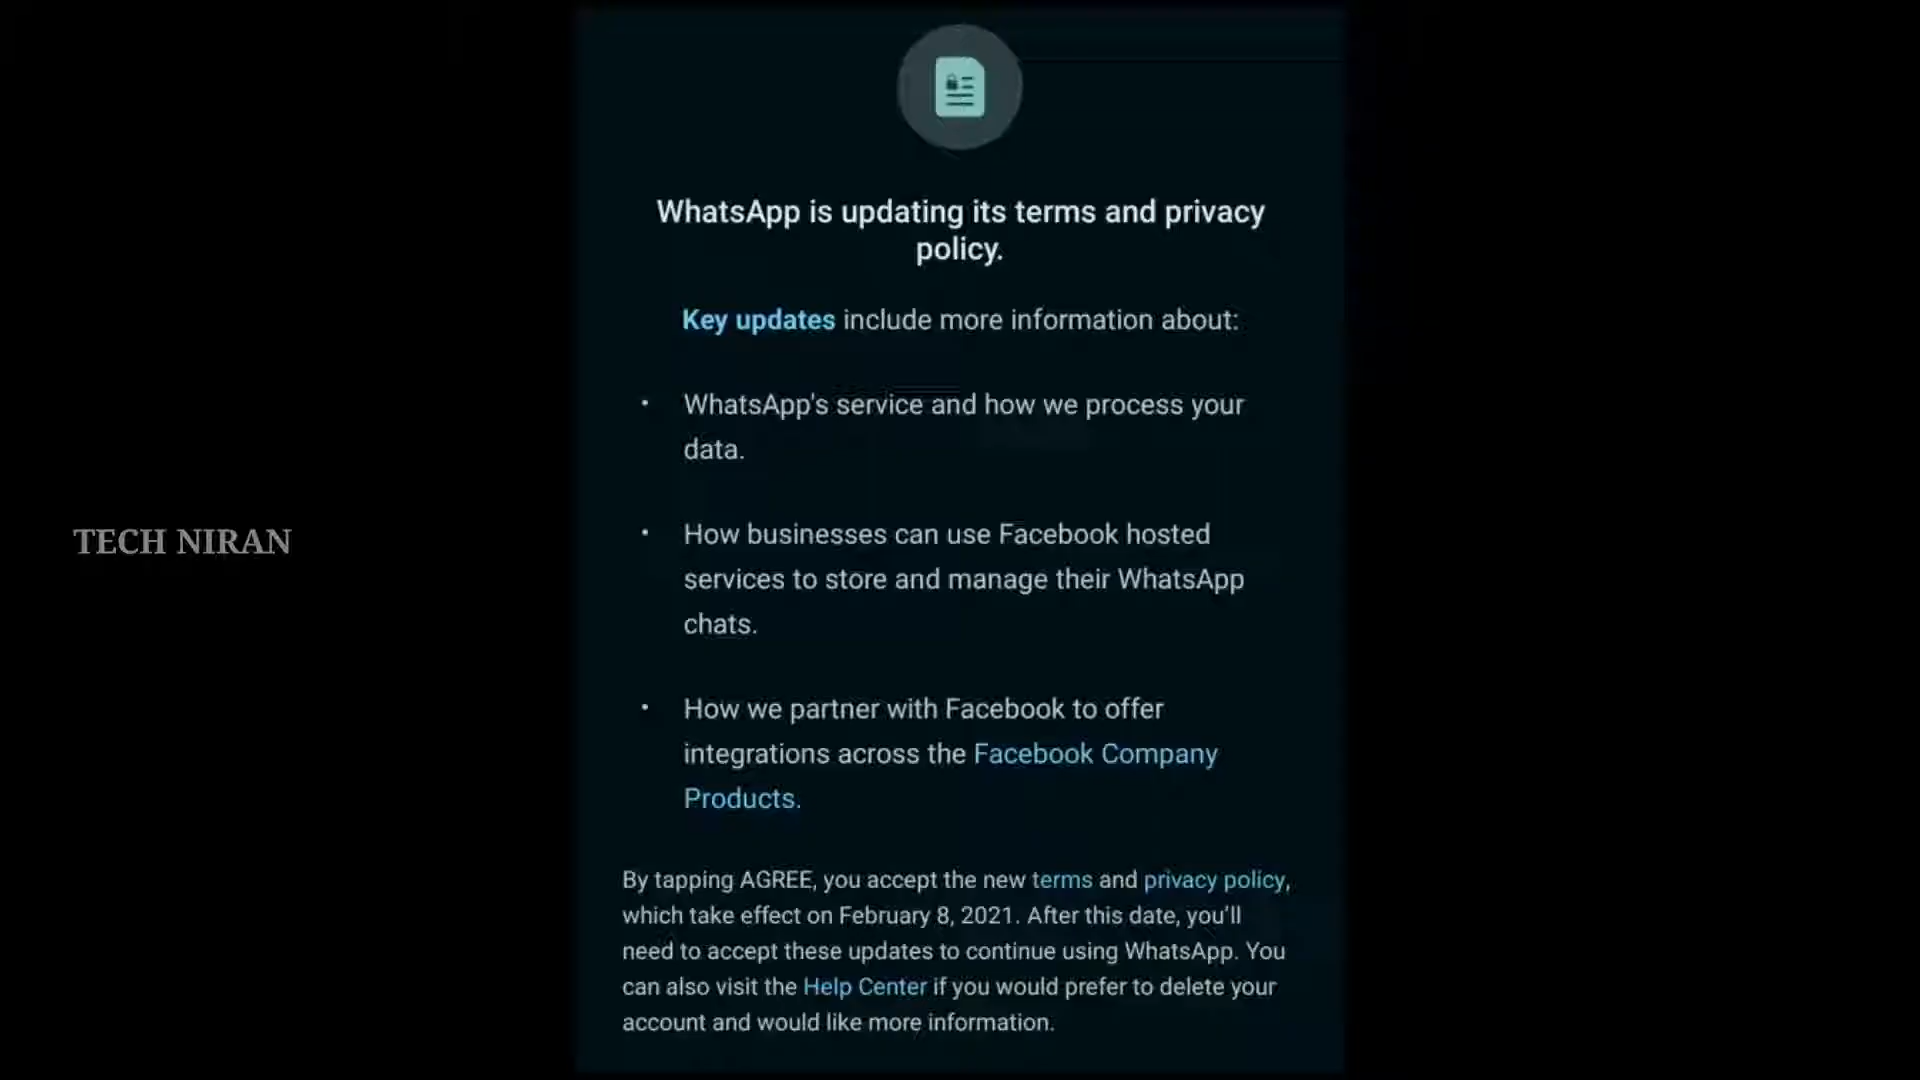 WhatsApp is updating its terms and privacy
policy.
Key updates include more information about:
• WhatsApp's service and how we process your
data.
• How businesses can use Facebook hosted
services to store and manage their WhatsApp
chats.
• How we partner with Facebook to offer
integrations across the Facebook Company
Products.
By tapping AGREE, you accept the new terms and privacy policy,
which take effect on February 8, 2021. After this date, you'll
need to accept these updates to continue using WhatsApp. You
can also visit the Help Center if you would prefer to delete your
account and would like more information.
TECH NIRAN